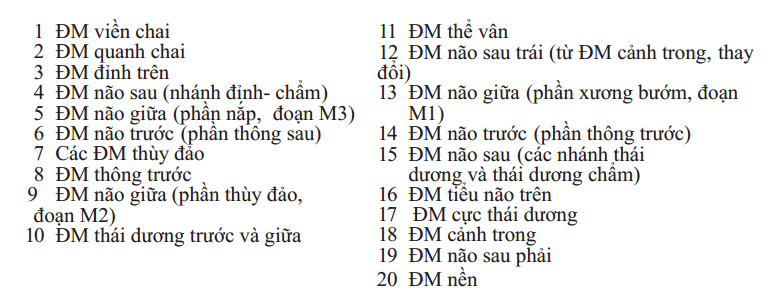 1 ĐM viền chai
2 ĐM quanh chai
3 ĐM đỉnh trên
4 ĐM não sau (nhánh đỉnh- chẩm)
5 ĐM não giữa (phần nắp, đoạn M3)
6 ĐM não trước (phần thông sau)
7 Các ĐM thùy đảo
8 ĐM thông trước
9 ĐM não giữa (phần thùy đảo,
đoạn M2)
10 ĐM thái dương trước và giữa
11 ĐM thể vân
12 ĐM não sau trái (từ ĐM cảnh trong, thay
đổi)
13 ĐM não giữa (phần xương bướm, đoạn
M1)
14 ĐM não trước (phần thông trước)
15 ĐM não sau (các nhánh thái
dương và thái dương chẩm)
16 ĐM tiểu não trên
17 ĐM cực thái dương
18 ĐM cảnh trong
19 ĐM não sau phải
20 ĐM nền